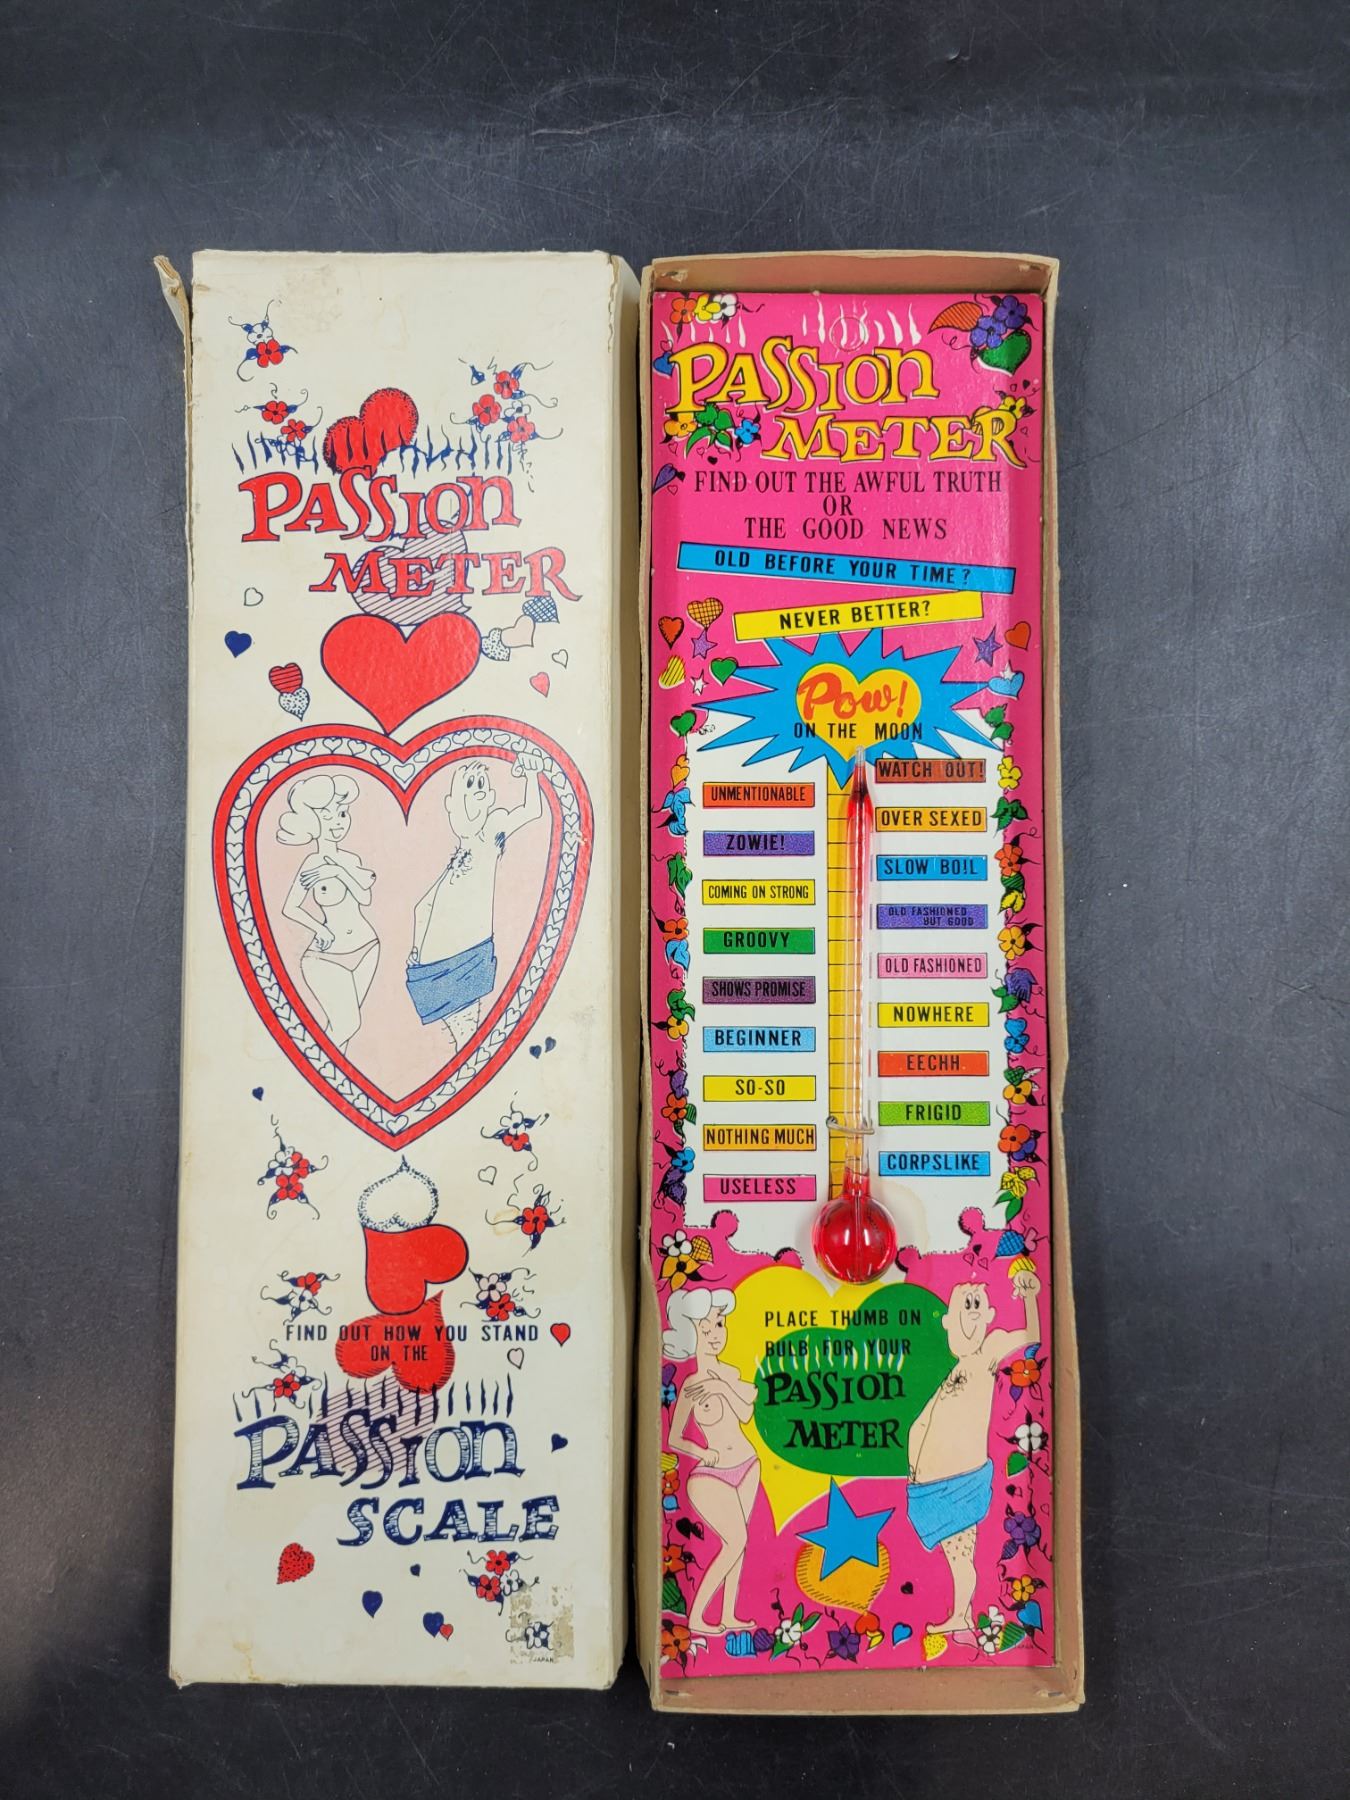 PASSION
METER
FIND OUT HOW YOU STAND
ON THE
PASSION
SCALE
JAPAN
PASSION
METER
FIND OUT THE AWFUL TRUTH
OR
THE GOOD NEWS
OLD BEFORE YOUR TIME?
NEVER BETTER?
POW!
ON THE MOON
WATCH OUT!
UNMENTIONABLE
OVER SEXED
ZOWIE!
SLOW BOIL
COMING ON STRONG
OLD FASHIONED
BUT GOOD
GROOVY
OLD FASHIONED
SHOWS PROMISE
NOWHERE
BEGINNER
EECHH
SO-SO
FRIGID
NOTHING MUCH
CORPSLIKE
USELESS
PLACE THUMB ON
BULB FOR YOUR
PASSION
METER
JAPAN